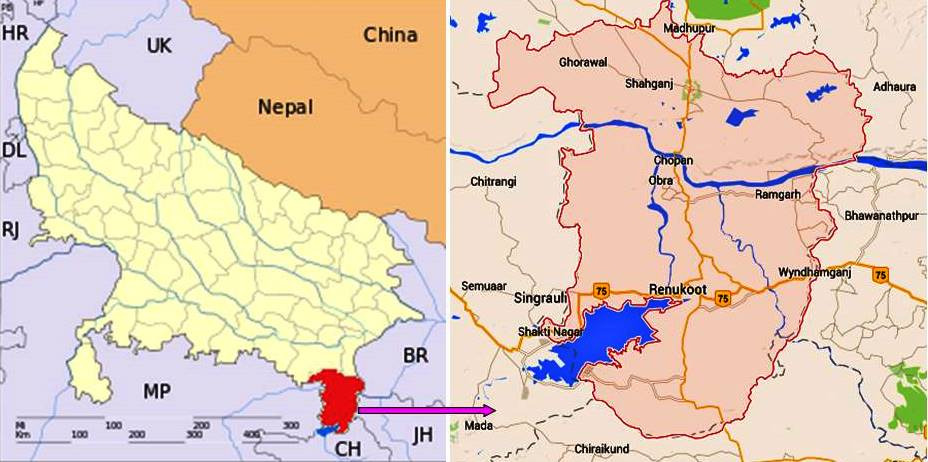 HR
UK
China
Nepal
DL
RJ
MP
BR
JH
CH
Mi
Km
100
200
300
100
200
300
400
Madhupur
Ghorawal
Shahganj
Adhaura
Chopan
Chitrangi
Obra
Ramgarh
Bhawanathpur
Wyndhamganj
75
Semuaar
Singrauli
75
Renukoot
75
Shakti Nagar
Mada
Chiraikund